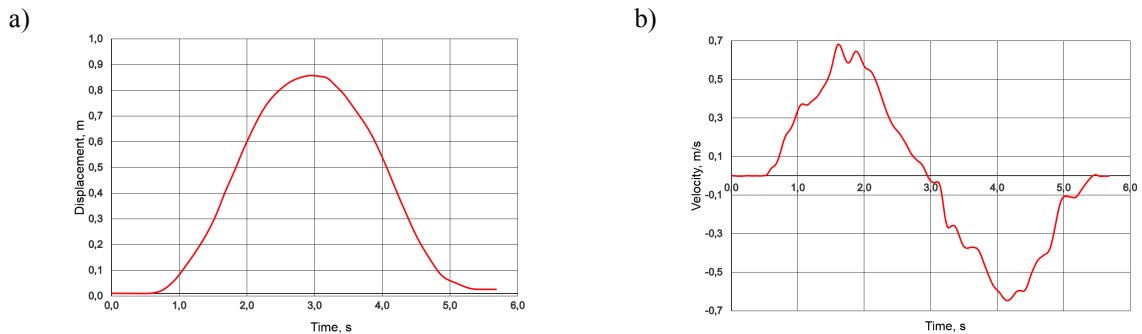 a)
1,0
0,9
0,8
0,7
0,6
0,5
0,4
0,3
0,2
0,1
0,0
Displacement, m
0,0 1,0 2,0 3,0 4,0 5,0 6,0
Time, s
b)
0,7
0,5
0,3
0,1
-0,1
-0,3
-0,5
-0,7
Velocity, m/s
0,0 1,0 2,0 3,0 4,0 5,0 6,0
Time, s